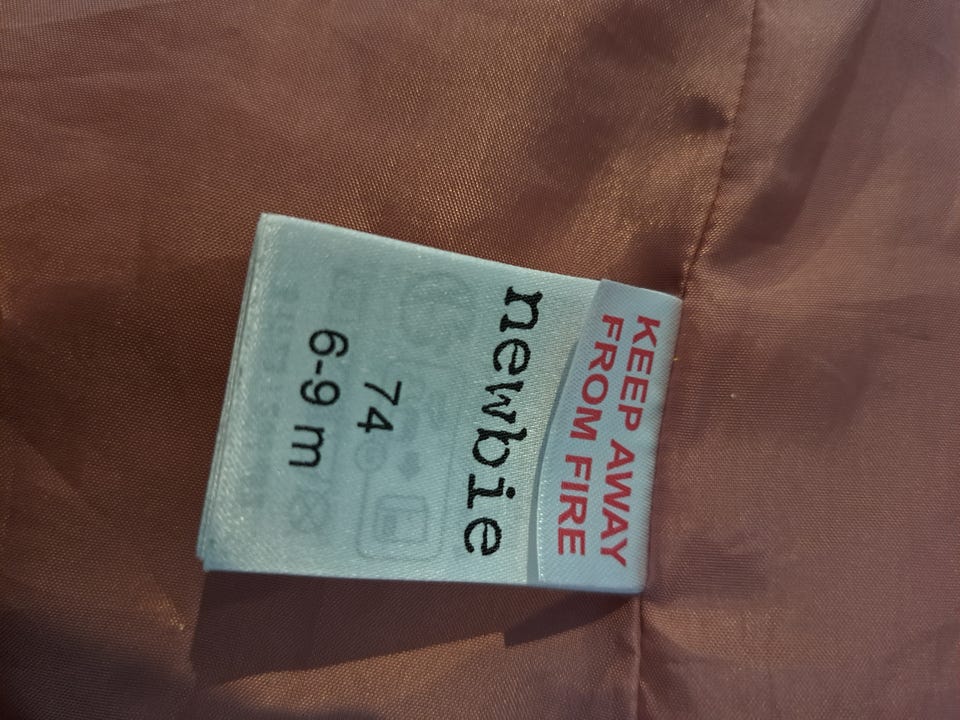 KEEP AWAY
FROM FIRE
newbie
74
6-9 m